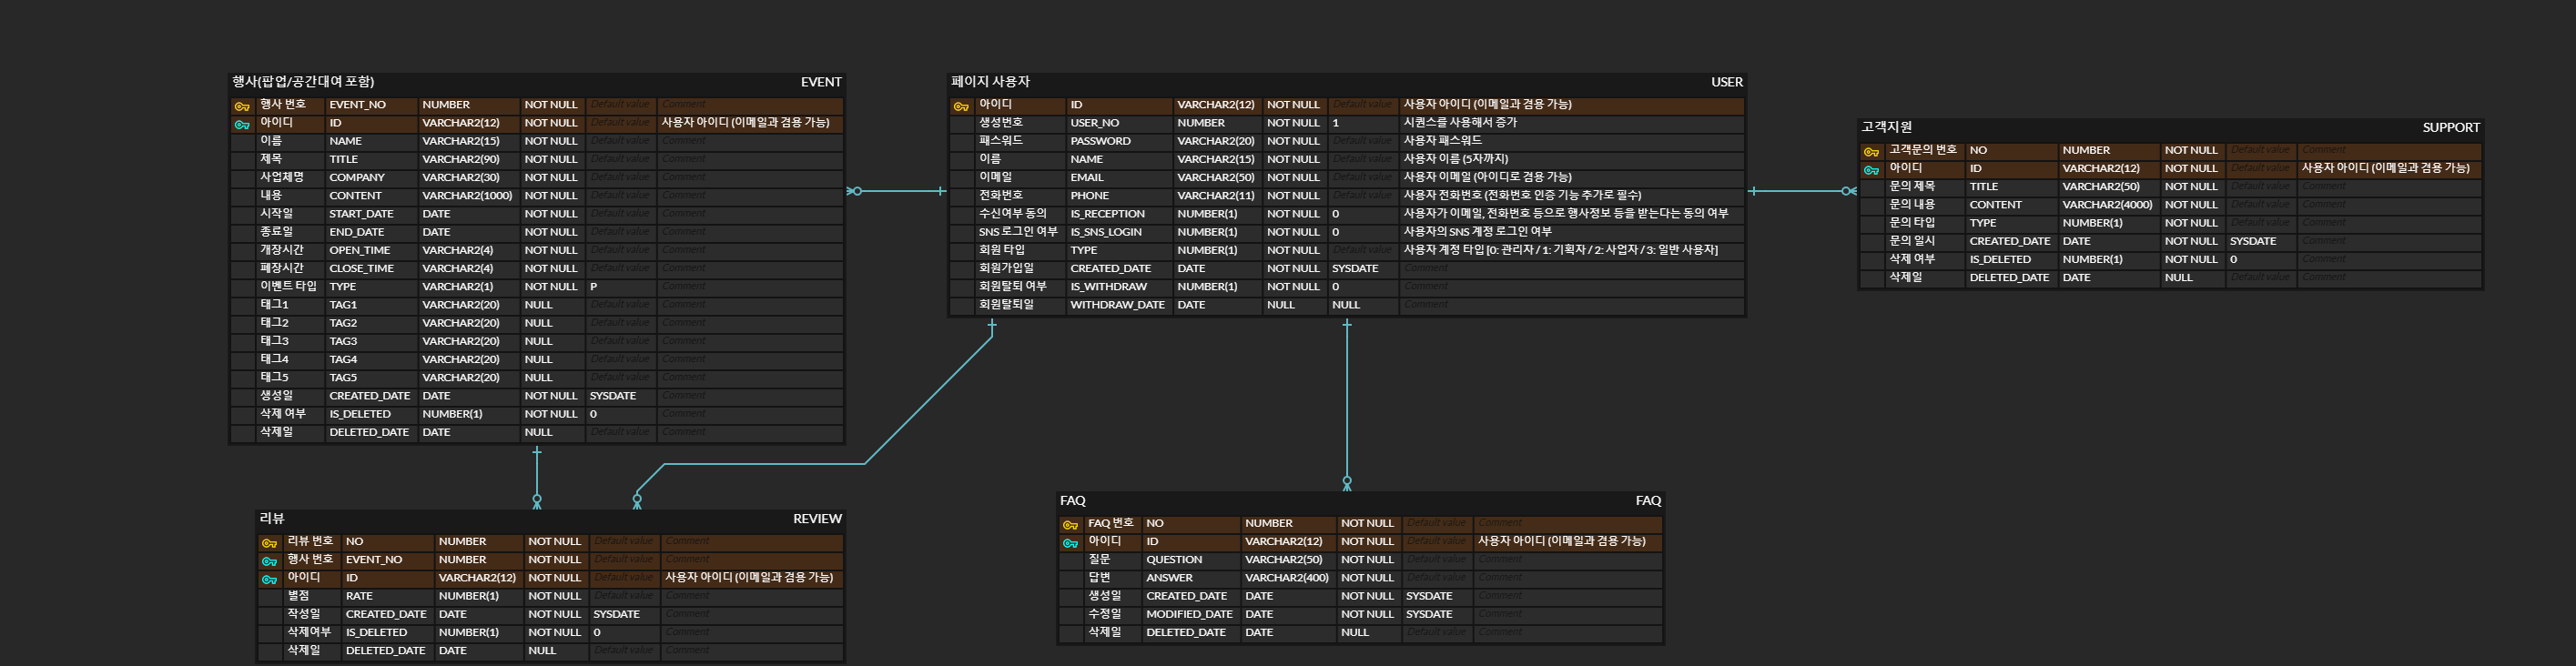 행사(팝업/공간대여 포함) EVENT
행사 번호 EVENT_NO NUMBER NOT NULL Default value Comment
아이디 ID VARCHAR2(12) NOT NULL Default value 사용자 아이디 (이메일과 겸용 가능)
이름 NAME VARCHAR2(15) NOT NULL Default value Comment
제목 TITLE VARCHAR2(90) NOT NULL Default value Comment
사업체명 COMPANY VARCHAR2(30) NOT NULL Default value Comment
내용 CONTENT VARCHAR2(1000) NOT NULL Default value Comment
시작일 START_DATE DATE NOT NULL Default value Comment
종료일 END_DATE DATE NOT NULL Default value Comment
개장시간 OPEN_TIME VARCHAR2(4) NOT NULL Default value Comment
폐장시간 CLOSE_TIME VARCHAR2(4) NOT NULL Default value Comment
이벤트 타입 TYPE VARCHAR2(1) NOT NULL P Comment
태그1 TAG1 VARCHAR2(20) NULL Default value Comment
태그2 TAG2 VARCHAR2(20) NULL Default value Comment
태그3 TAG3 VARCHAR2(20) NULL Default value Comment
태그4 TAG4 VARCHAR2(20) NULL Default value Comment
태그5 TAG5 VARCHAR2(20) NULL Default value Comment
생성일 CREATED_DATE DATE NOT NULL SYSDATE Comment
삭제 여부 IS_DELETED NUMBER(1) NOT NULL 0 Comment
삭제일 DELETED_DATE DATE NULL Default value Comment
페이지 사용자 USER
아이디 ID VARCHAR2(12) NOT NULL Default value 사용자 아이디 (이메일과 겸용 가능)
생성번호 USER_NO NUMBER NOT NULL 1 시퀀스를 사용해서 증가
패스워드 PASSWORD VARCHAR2(20) NOT NULL Default value 사용자 패스워드
이름 NAME VARCHAR2(15) NOT NULL Default value 사용자 이름 (5자까지)
이메일 EMAIL VARCHAR2(50) NOT NULL Default value 사용자 이메일 (아이디로 겸용 가능)
전화번호 PHONE VARCHAR2(11) NOT NULL Default value 사용자 전화번호 (전화번호 인증 기능 추가로 필수)
수신여부 동의 IS_RECEPTION NUMBER(1) NOT NULL 0 사용자가 이메일, 전화번호 등으로 행사정보 등을 받는다는 동의 여부
SNS 로그인 여부 IS_SNS_LOGIN NUMBER(1) NOT NULL 0 사용자의 SNS 계정 로그인 여부
회원 타입 TYPE NUMBER(1) NOT NULL Default value 사용자 계정 타입 [0: 관리자 / 1: 기획자 / 2: 사업자 / 3: 일반 사용자]
회원가입일 CREATED_DATE DATE NOT NULL SYSDATE Comment
회원탈퇴 여부 IS_WITHDRAW NUMBER(1) NOT NULL 0 Comment
회원탈퇴일 WITHDRAW_DATE DATE NULL NULL Comment
고객지원 SUPPORT
고객문의 번호 NO NUMBER NOT NULL Default value Comment
아이디 ID VARCHAR2(12) NOT NULL Default value 사용자 아이디 (이메일과 겸용 가능)
문의 제목 TITLE VARCHAR2(50) NOT NULL Default value Comment
문의 내용 CONTENT VARCHAR2(4000) NOT NULL Default value Comment
문의 타입 TYPE NUMBER(1) NOT NULL Default value Comment
문의 일시 CREATED_DATE DATE NOT NULL SYSDATE Comment
삭제 여부 IS_DELETED NUMBER(1) NOT NULL 0 Comment
삭제일 DELETED_DATE DATE NULL Default value Comment
리뷰 REVIEW
리뷰 번호 NO NUMBER NOT NULL Default value Comment
행사 번호 EVENT_NO NUMBER NOT NULL Default value Comment
아이디 ID VARCHAR2(12) NOT NULL Default value 사용자 아이디 (이메일과 겸용 가능)
별점 RATE NUMBER(1) NOT NULL Default value Comment
작성일 CREATED_DATE DATE NOT NULL SYSDATE Comment
삭제여부 IS_DELETED NUMBER(1) NOT NULL 0 Comment
삭제일 DELETED_DATE DATE NULL Default value Comment
FAQ FAQ
FAQ 번호 NO NUMBER NOT NULL Default value Comment
아이디 ID VARCHAR2(12) NOT NULL Default value 사용자 아이디 (이메일과 겸용 가능)
질문 QUESTION VARCHAR2(50) NOT NULL Default value Comment
답변 ANSWER VARCHAR2(400) NOT NULL Default value Comment
생성일 CREATED_DATE DATE NOT NULL SYSDATE Comment
수정일 MODIFIED_DATE DATE NOT NULL SYSDATE Comment
삭제일 DELETED_DATE DATE NULL Default value Comment